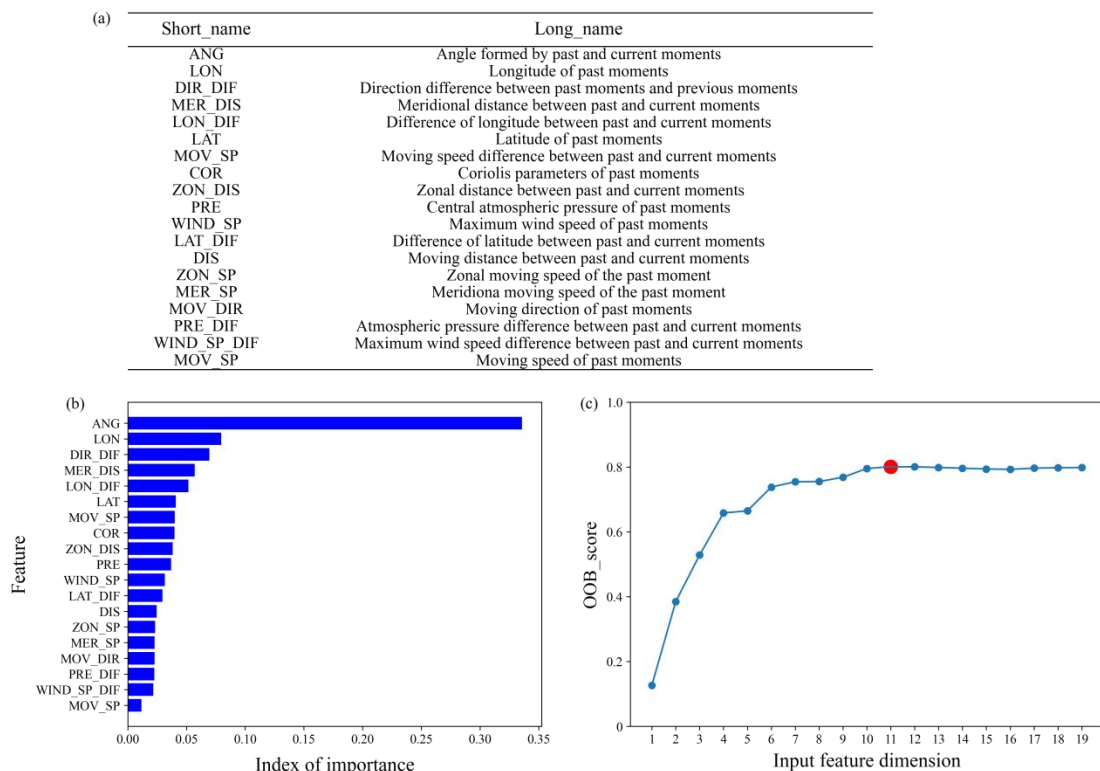 (a)
Short_name Long_name
ANG Angle formed by past and current moments
LON Longitude of past moments
DIR_DIF Direction difference between past moments and previous moments
MER_DIS Meridional distance between past and current moments
LON_DIF Difference of longitude between past and current moments
LAT Latitude of past moments
MOV_SP Moving speed difference between past and current moments
COR Coriolis parameters of past moments
ZON_DIS Zonal distance between past and current moments
PRE Central atmospheric pressure of past moments
WIND_SP Maximum wind speed of past moments
LAT_DIF Difference of latitude between past and current moments
DIS Moving distance between past and current moments
ZON_SP Zonal moving speed of the past moment
MER_SP Meridiona moving speed of the past moment
MOV_DIR Moving direction of past moments
PRE_DIF Atmospheric pressure difference between past and current moments
WIND_SP_DIF Maximum wind speed difference between past and current moments
MOV_SP Moving speed of past moments
(b)
Feature
ANG
LON
DIR_DIF
MER_DIS
LON_DIF
LAT
MOV_SP
COR
ZON_DIS
PRE
WIND_SP
LAT_DIF
DIS
ZON_SP
MER_SP
MOV_DIR
PRE_DIF
WIND_SP_DIF
MOV_SP
0.00 0.05 0.10 0.15 0.20 0.25 0.30 0.35
Index of importance
(c)
OOB_score
1.0
0.8
0.6
0.4
0.2
0
1 2 3 4 5 6 7 8 9 10 11 12 13 14 15 16 17 18 19
Input feature dimension